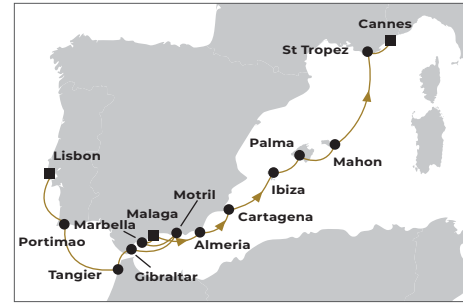 Cannes
St Tropez
Palma
Lisbon
Mahon
Motril
Ibiza
Malaga
Cartagena
Marbella
Portimao
Almeria
Tangier
Gibraltar